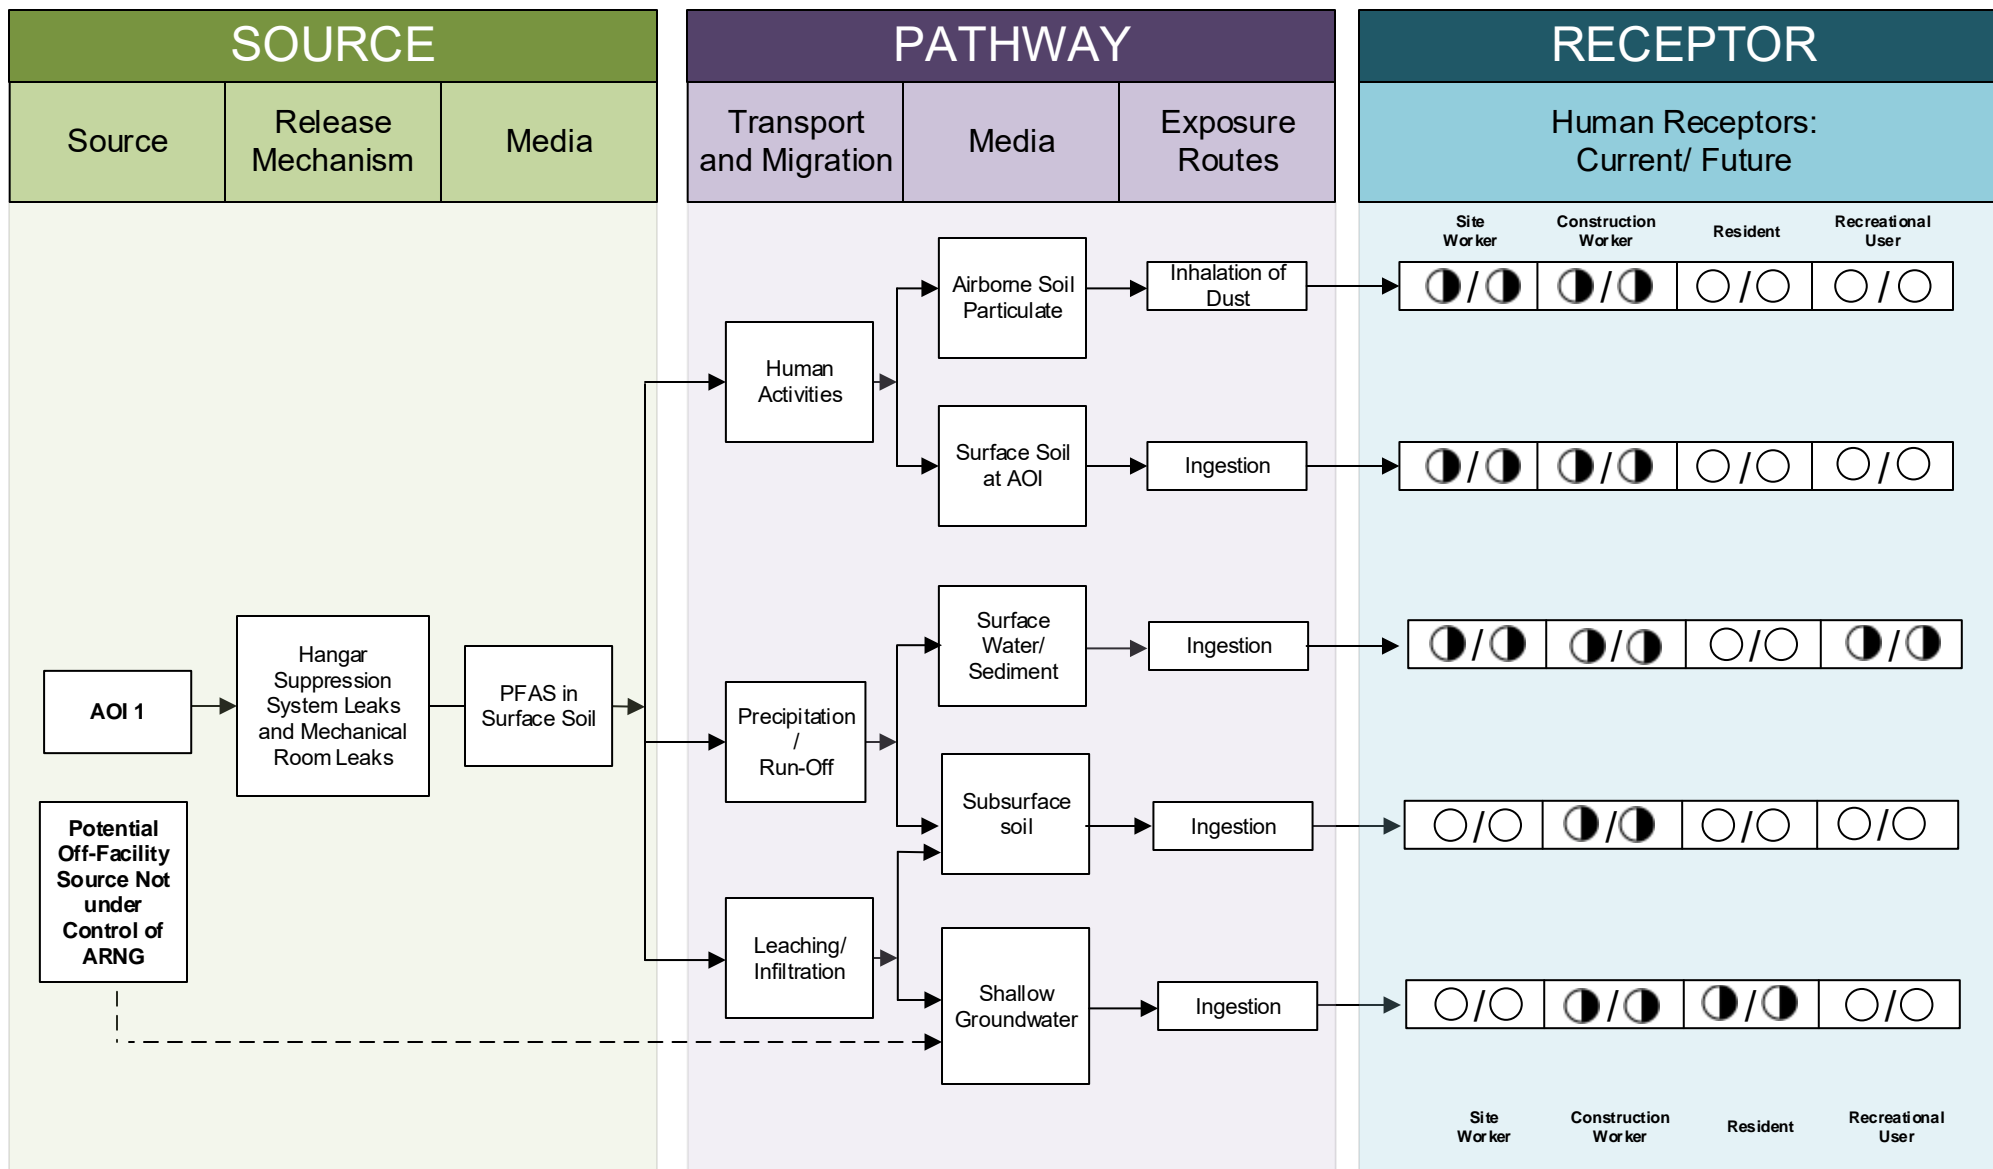 SOURCE
PATHWAY
RECEPTOR
Source
Release
Mechanism
Media
Transport
and Migration
Media
Exposure
Routes
Human Receptors:
Current/ Future
Site
Worker
Construction
Worker
Resident
Recreational
User
Airborne Soil
Particulate
Inhalation of
Dust
/
/
/
/
Human
Activities
Surface Soil
at AOI
Ingestion
/
/
/
/
AOI 1
Hangar
Suppression
System Leaks
and Mechanical
Room Leaks
PFAS in
Surface Soil
Precipitation
/
Run-Off
Surface
Water/
Sediment
Ingestion
/
/
/
/
Potential
Off-Facility
Source Not
under
Control of
ARNG
Subsurface
soil
Ingestion
/
/
/
/
Leaching/
Infiltration
Shallow
Groundwater
Ingestion
/
/
/
/
Site
Worker
Construction
Worker
Resident
Recreational
User